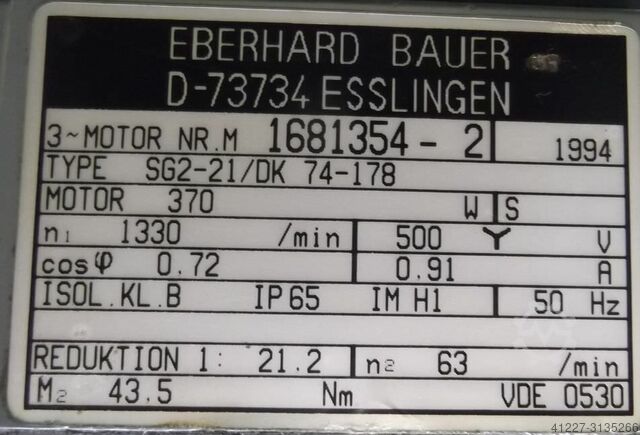 EBERHARD BAUER
D-73734 ESSLINGEN
3~MOTOR NR.M 1681354-2 1994
TYPE SG2-21/DK 74-178
MOTOR 370 W S
n₁ 1330 /min 500 Y V
cosφ 0.72 0.91 A
ISOL.KL.B IP65 IM H1 50 Hz
REDUKTION 1: 21.2 n₂ 63 /min
M₂ 43.5 Nm VDE 0530
41227-3135266